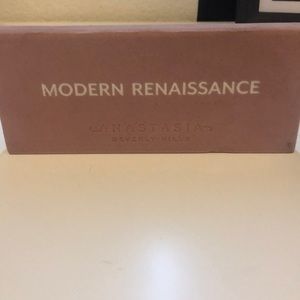 MODERN RENAISSANCE
ANASTASIA
BEVERLY HILLS